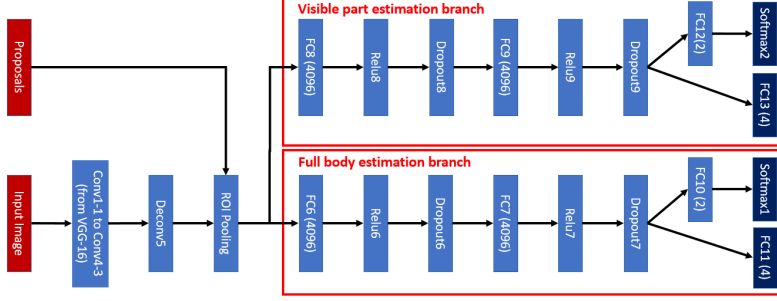 Visible part estimation branch
Proposals
FC8 (4096)
Relu8
Dropout8
FC9 (4096)
Relu9
Dropout9
FC12(2)
Softmax2
FC13 (4)
Full body estimation branch
Input Image
Conv1-1 to Conv4-3
(from VGG-16)
Deconv5
ROI Pooling
FC6 (4096)
Relu6
Dropout6
FC7 (4096)
Relu7
Dropout7
FC10 (2)
Softmax1
FC11 (4)